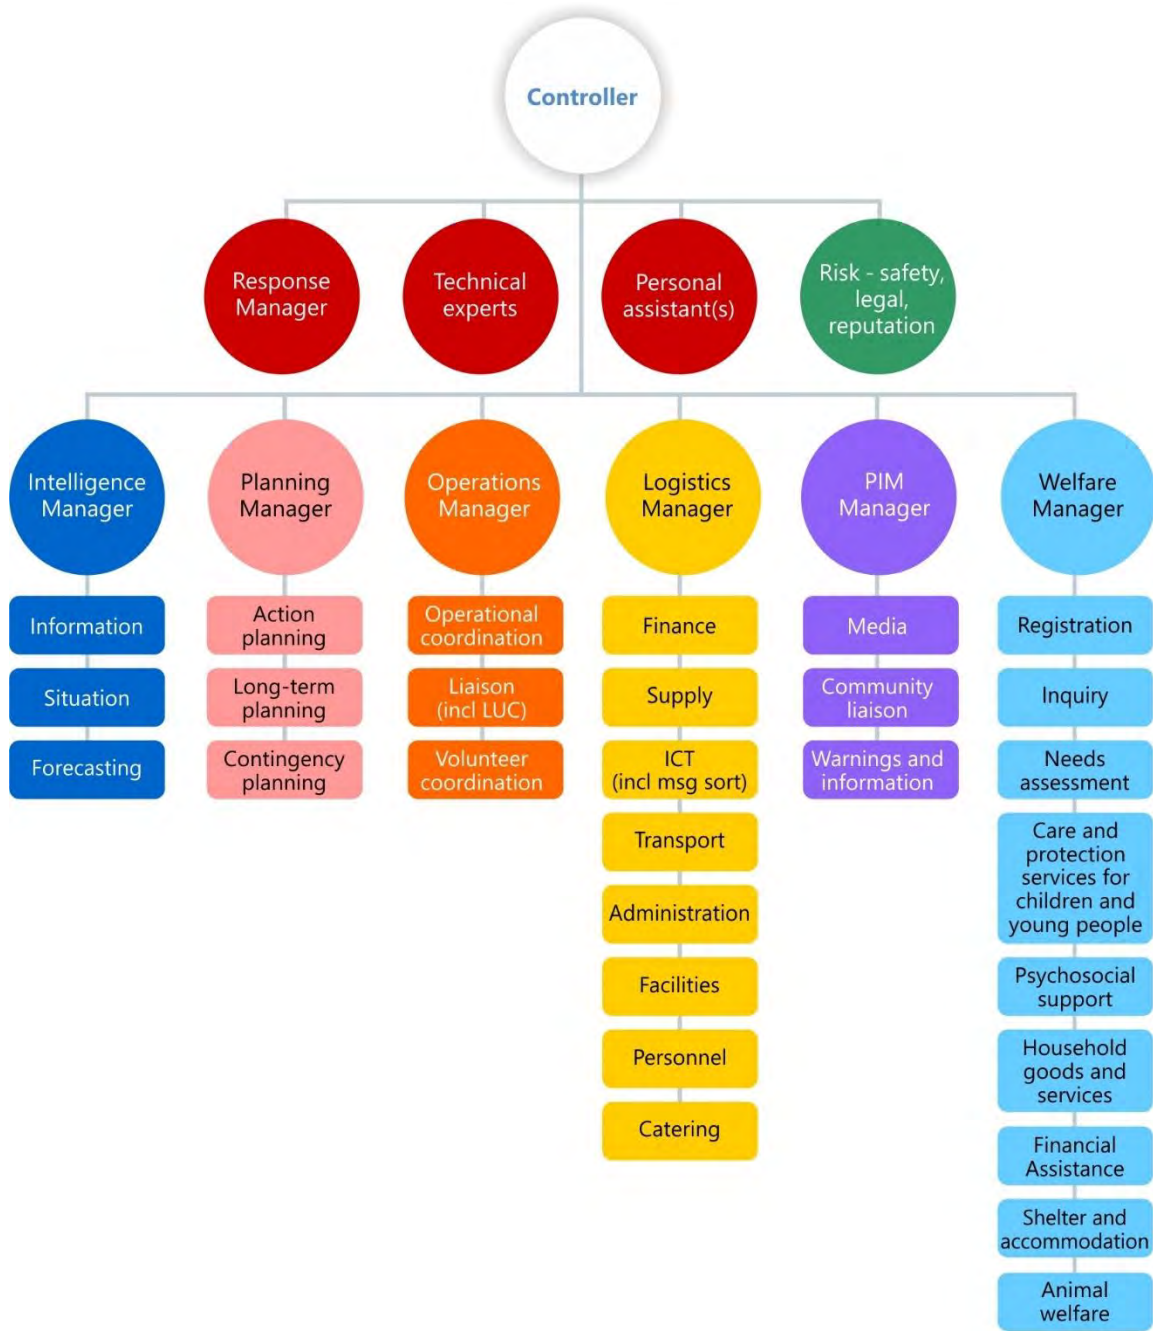 Controller
Response
Manager
Technical
experts
Personal
assistant(s)
Risk - safety,
legal,
reputation
Intelligence
Manager
Planning
Manager
Operations
Manager
Logistics
Manager
PIM
Manager
Welfare
Manager
Information
Situation
Forecasting
Action
planning
Long-term
planning
Contingency
planning
Operational
coordination
Liaison
(incl LUC)
Volunteer
coordination
Finance
Supply
ICT
(incl msg sort)
Transport
Administration
Facilities
Personnel
Catering
Media
Community
liaison
Warnings and
information
Registration
Inquiry
Needs
assessment
Care and
protection
services for
children and
young people
Psychosocial
support
Household
goods and
services
Financial
Assistance
Shelter and
accommodation
Animal
welfare